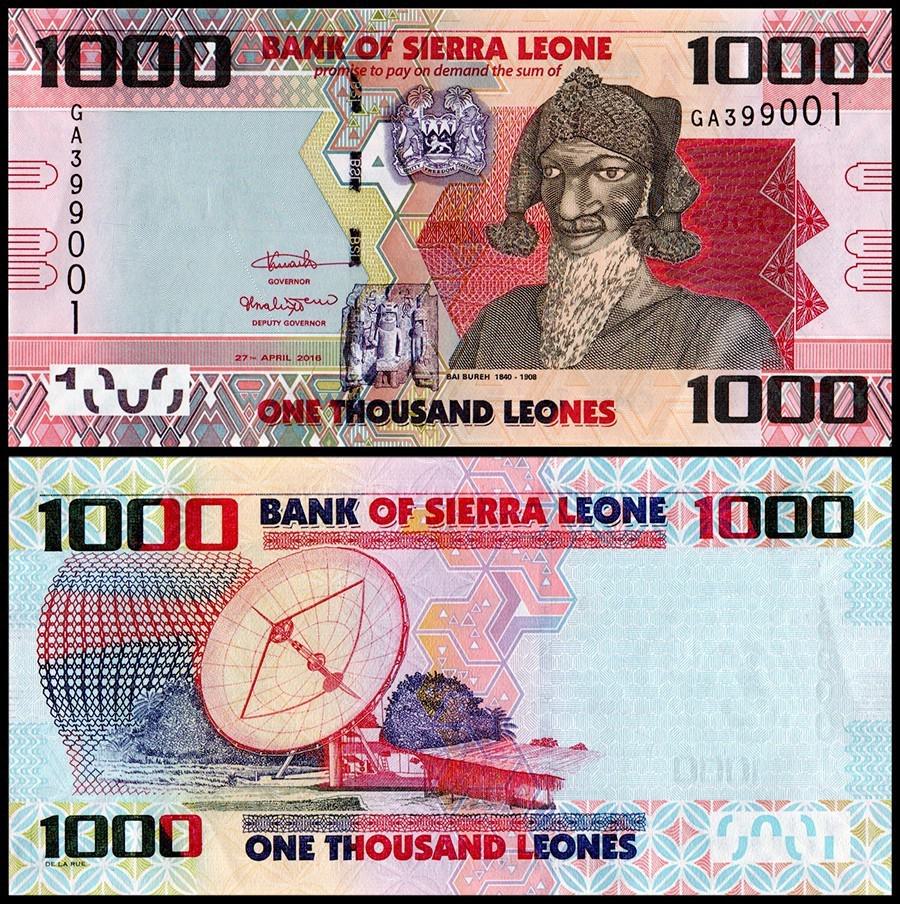 1000
BANK OF SIERRA LEONE
promise to pay on demand the sum of
1000
GA399001
GA399001
BSL
BSL
BSL
GOVERNOR
DEPUTY GOVERNOR
27TH APRIL 2016
BAI BUREH 1840 - 1908
ONE THOUSAND LEONES
1000
1000
BANK OF SIERRA LEONE
1000
1000
1000
DE LA RUE
ONE THOUSAND LEONES